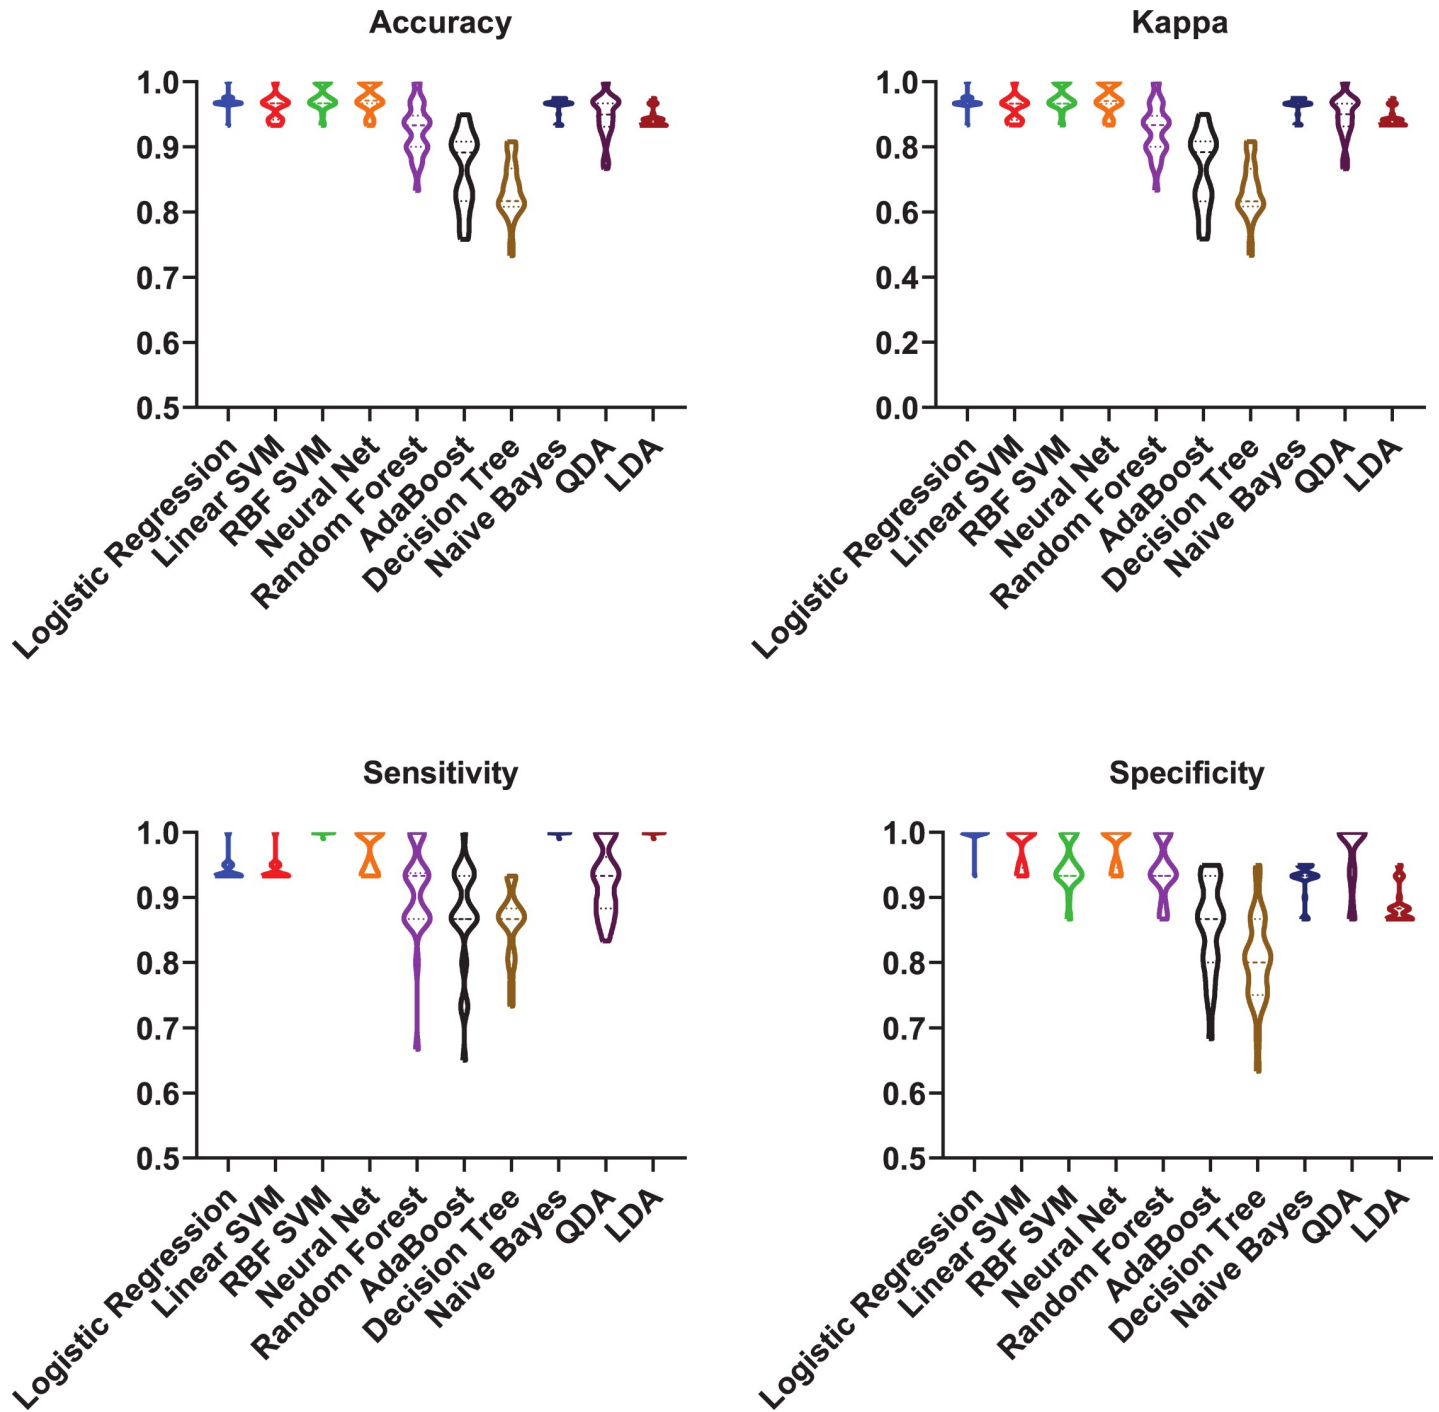 Accuracy
1.0
0.9
0.8
0.7
0.6
0.5
Logistic Regression
Linear SVM
RBF SVM
Neural Net
Random Forest
AdaBoost
Decision Tree
Naive Bayes
QDA
LDA
Kappa
1.0
0.8
0.6
0.4
0.2
0.0
Logistic Regression
Linear SVM
RBF SVM
Neural Net
Random Forest
AdaBoost
Decision Tree
Naive Bayes
QDA
LDA
Sensitivity
1.0
0.9
0.8
0.7
0.6
0.5
Logistic Regression
Linear SVM
RBF SVM
Neural Net
Random Forest
AdaBoost
Decision Tree
Naive Bayes
QDA
LDA
Specificity
1.0
0.9
0.8
0.7
0.6
0.5
Logistic Regression
Linear SVM
RBF SVM
Neural Net
Random Forest
AdaBoost
Decision Tree
Naive Bayes
QDA
LDA